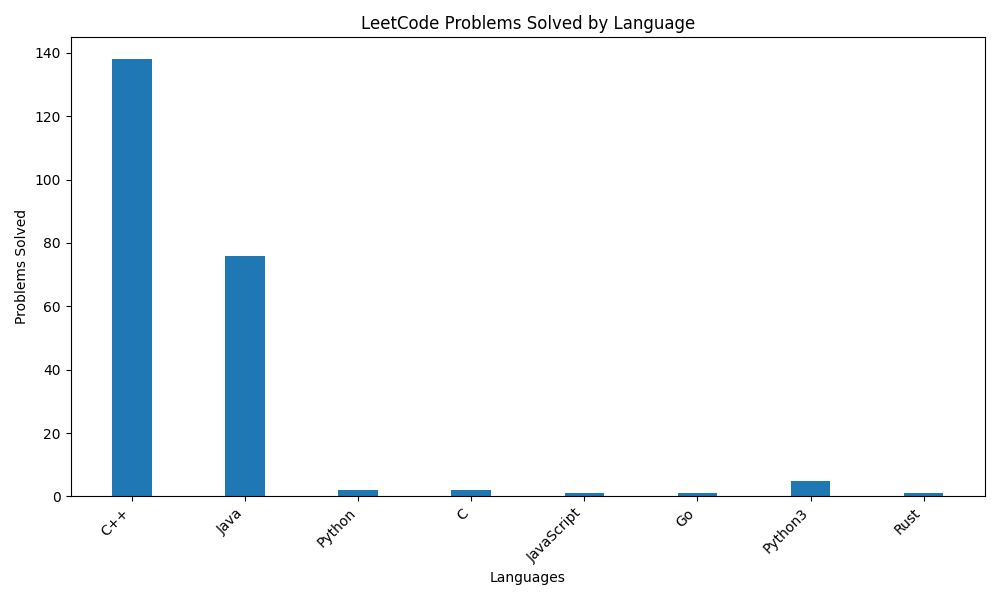 LeetCode Problems Solved by Language
Problems Solved
140
120
100
80
60
40
20
0
C++
Java
Python
C
JavaScript
Go
Python3
Rust
Languages